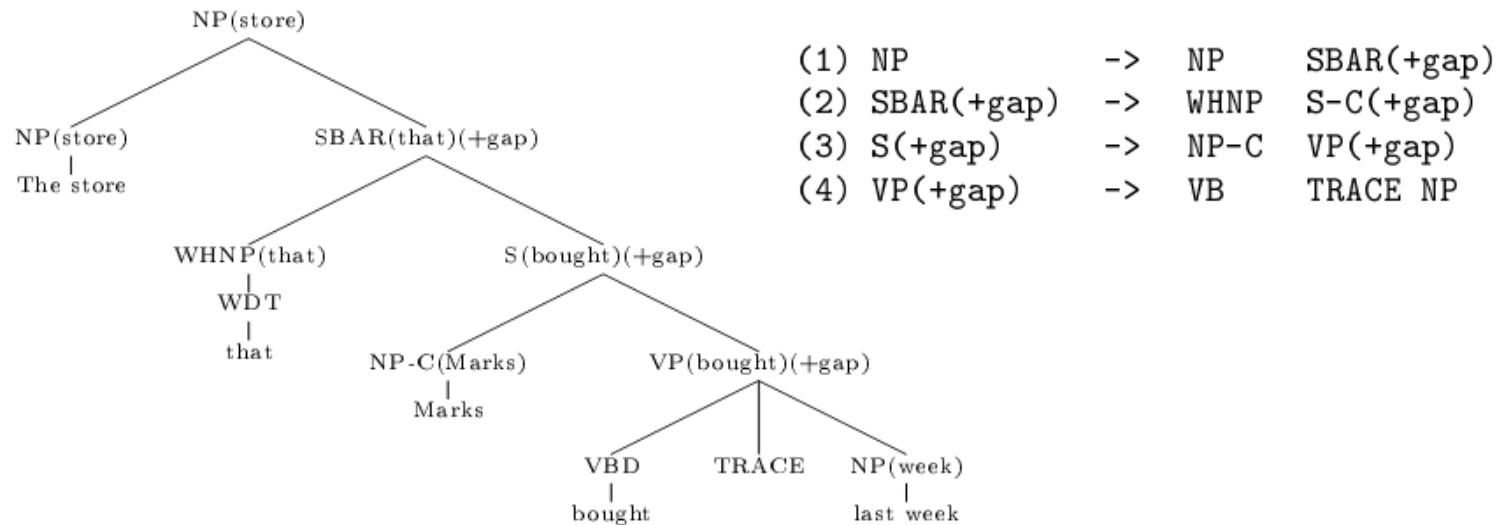 NP(store)
NP(store)
The store
SBAR(that)(+gap)
WHNP(that)
WDT
that
S(bought)(+gap)
NP-C(Marks)
Marks
VP(bought)(+gap)
VBD
bought
TRACE
NP(week)
last week
(1) NP -> NP SBAR(+gap)
(2) SBAR(+gap) -> WHNP S-C(+gap)
(3) S(+gap) -> NP-C VP(+gap)
(4) VP(+gap) -> VB TRACE NP